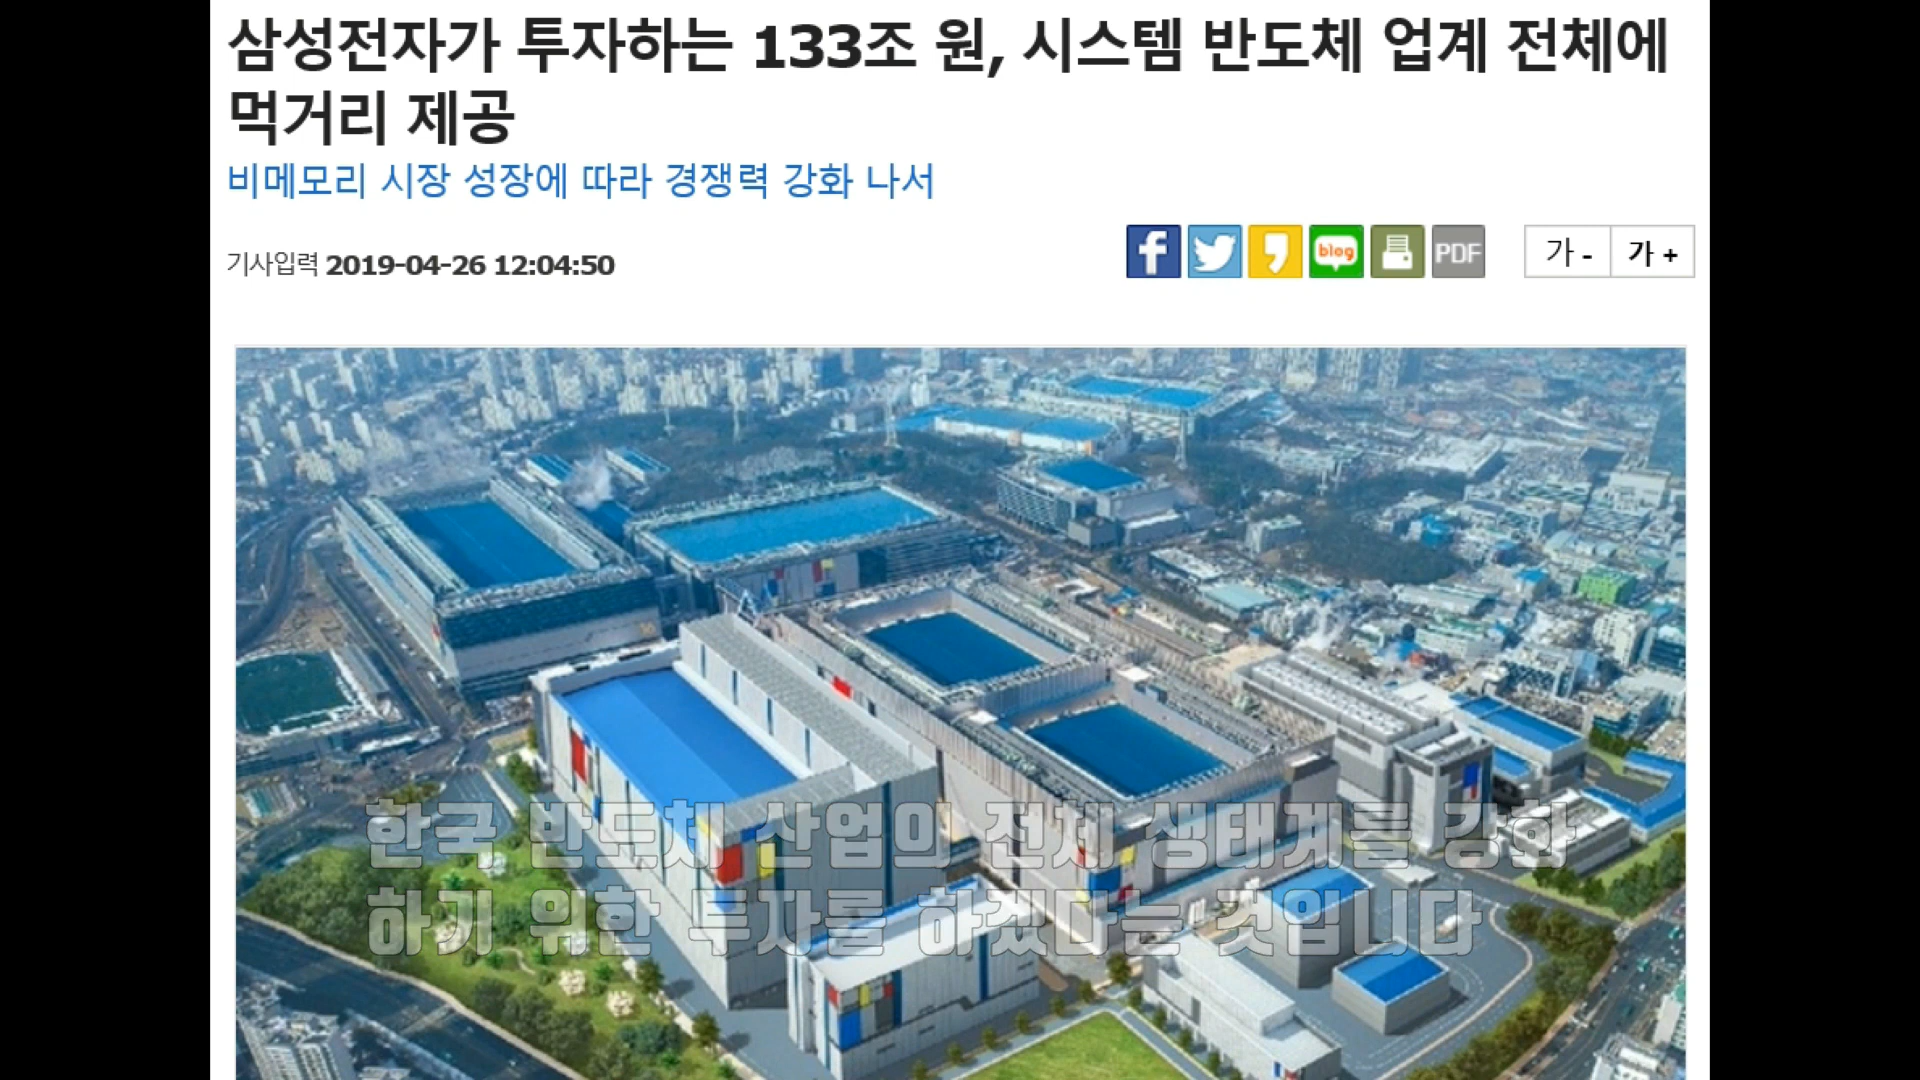 삼성전자가 투자하는 133조 원, 시스템 반도체 업계 전체에
먹거리 제공
비메모리 시장 성장에 따라 경쟁력 강화 나서
기사입력 2019-04-26 12:04:50
blog
PDF
가 -
가 +
한국 반도체 산업의 전체 생태계를 강화
하기 위한 투자를 하겠다는 것입니다